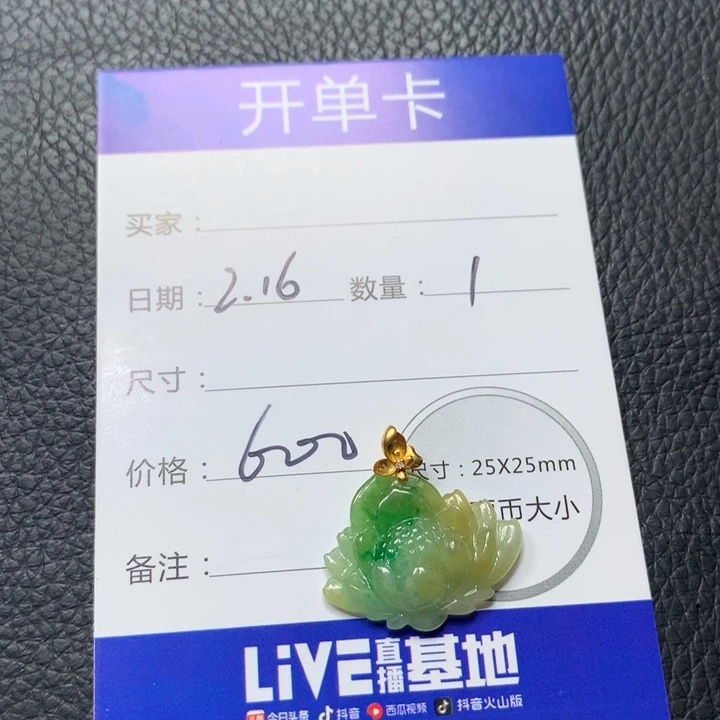 开单卡
买家：
日期：2.16 数量：1
尺寸：
价格：6000
尺寸：25X25mm
币大小
备注：
LiVE直播基地
今日头条 抖音 西瓜视频 抖音火山版